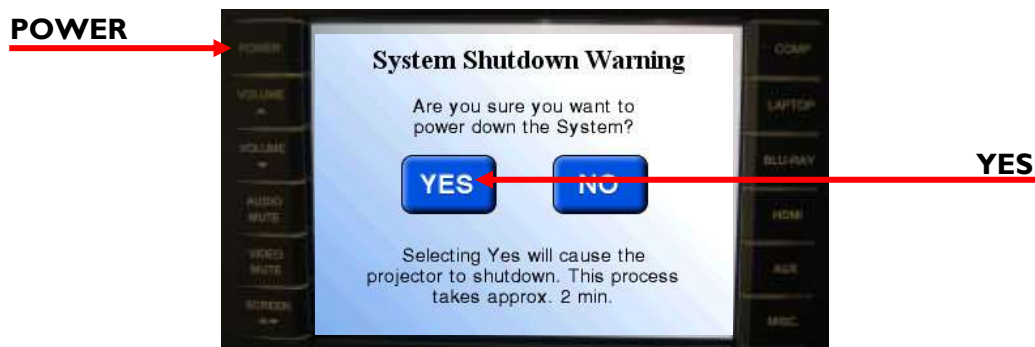 POWER
POWER
VOLUME
VOLUME
AUDIO
MUTE
VIDEO
MUTE
SCREEN
System Shutdown Warning
Are you sure you want to
power down the System?
YES
NO
Selecting Yes will cause the
projector to shutdown. This process
takes approx. 2 min.
COMP
LAPTOP
BLU-RAY
HDMI
AUX
MISC.
YES